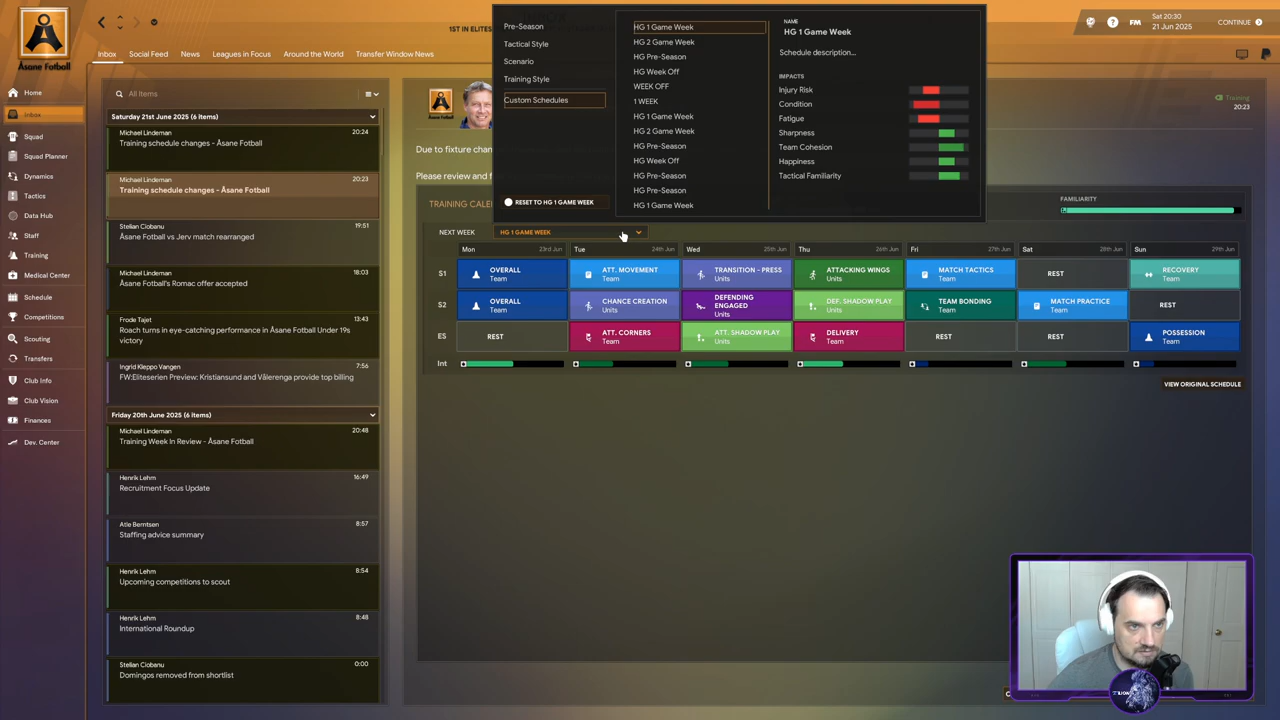 Sat 20:30
21 Jun 2025
CONTINUE
FM
1ST IN ELITES
Åsane Fotball
Inbox
Social Feed
News
Leagues in Focus
Around the World
Transfer Window News
Home
Inbox
Squad
Squad Planner
Dynamics
Tactics
Data Hub
Staff
Training
Medical Center
Schedule
Competitions
Scouting
Transfers
Club Info
Club Vision
Finances
Dev. Center
All Items
Saturday 21st June 2025 (6 items)
Michael Lindeman
20:24
Training schedule changes - Åsane Fotball
Michael Lindeman
20:23
Training schedule changes - Åsane Fotball
Stelian Ciobanu
19:51
Åsane Fotball vs Jerv match rearranged
Michael Lindeman
18:03
Åsane Fotball's Romac offer accepted
Frode Tajet
13:43
Roach turns in eye-catching performance in Åsane Fotball Under 19s
victory
Ingrid Kleppo Vangen
7:56
FW:Eliteserien Preview: Kristiansund and Vålerenga provide top billing
Friday 20th June 2025 (6 items)
Michael Lindeman
20:48
Training Week In Review - Åsane Fotball
Henrik Lehm
16:49
Recruitment Focus Update
Atle Berntsen
8:57
Staffing advice summary
Henrik Lehm
8:54
Upcoming competitions to scout
Henrik Lehm
8:48
International Roundup
Stelian Ciobanu
0:00
Domingos removed from shortlist
Training
20:23
Due to fixture chan
Please review and f
TRAINING CALE
FAMILIARITY
Pre-Season
Tactical Style
Scenario
Training Style
Custom Schedules
RESET TO HG 1 GAME WEEK
HG 1 Game Week
HG 2 Game Week
HG Pre-Season
HG Week Off
WEEK OFF
1 WEEK
HG 1 Game Week
HG 2 Game Week
HG Pre-Season
HG Week Off
HG Pre-Season
HG Pre-Season
HG 1 Game Week
NAME
HG 1 Game Week
Schedule description...
IMPACTS
Injury Risk
Condition
Fatigue
Sharpness
Team Cohesion
Happiness
Tactical Familiarity
NEXT WEEK
HG 1 GAME WEEK
Mon 23rd Jun
Tue 24th Jun
Wed 25th Jun
Thu 26th Jun
Fri 27th Jun
Sat 28th Jun
Sun 29th Jun
S1
OVERALL
Team
ATT. MOVEMENT
Team
TRANSITION - PRESS
Units
ATTACKING WINGS
Team
MATCH TACTICS
Team
REST
RECOVERY
Team
S2
OVERALL
Team
CHANCE CREATION
Units
DEFENDING
ENGAGED
Units
DEF. SHADOW PLAY
Units
TEAM BONDING
Team
MATCH PRACTICE
Team
REST
ES
REST
ATT. CORNERS
Team
ATT. SHADOW PLAY
Units
DELIVERY
Team
REST
REST
POSSESSION
Team
Int
VIEW ORIGINAL SCHEDULE